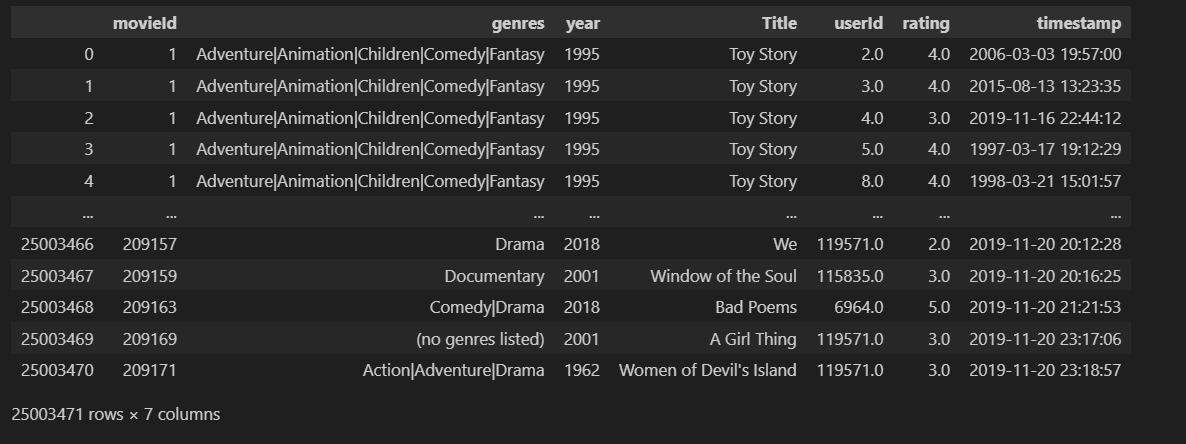 movieId genres year Title userId rating timestamp
0 1 Adventure|Animation|Children|Comedy|Fantasy 1995 Toy Story 2.0 4.0 2006-03-03 19:57:00
1 1 Adventure|Animation|Children|Comedy|Fantasy 1995 Toy Story 3.0 4.0 2015-08-13 13:23:35
2 1 Adventure|Animation|Children|Comedy|Fantasy 1995 Toy Story 4.0 3.0 2019-11-16 22:44:12
3 1 Adventure|Animation|Children|Comedy|Fantasy 1995 Toy Story 5.0 4.0 1997-03-17 19:12:29
4 1 Adventure|Animation|Children|Comedy|Fantasy 1995 Toy Story 8.0 4.0 1998-03-21 15:01:57
... ... ... ... ... ... ... ...
25003466 209157 Drama 2018 We 119571.0 2.0 2019-11-20 20:12:28
25003467 209159 Documentary 2001 Window of the Soul 115835.0 3.0 2019-11-20 20:16:25
25003468 209163 Comedy|Drama 2018 Bad Poems 6964.0 5.0 2019-11-20 21:21:53
25003469 209169 (no genres listed) 2001 A Girl Thing 119571.0 3.0 2019-11-20 23:17:06
25003470 209171 Action|Adventure|Drama 1962 Women of Devil's Island 119571.0 3.0 2019-11-20 23:18:57
25003471 rows × 7 columns